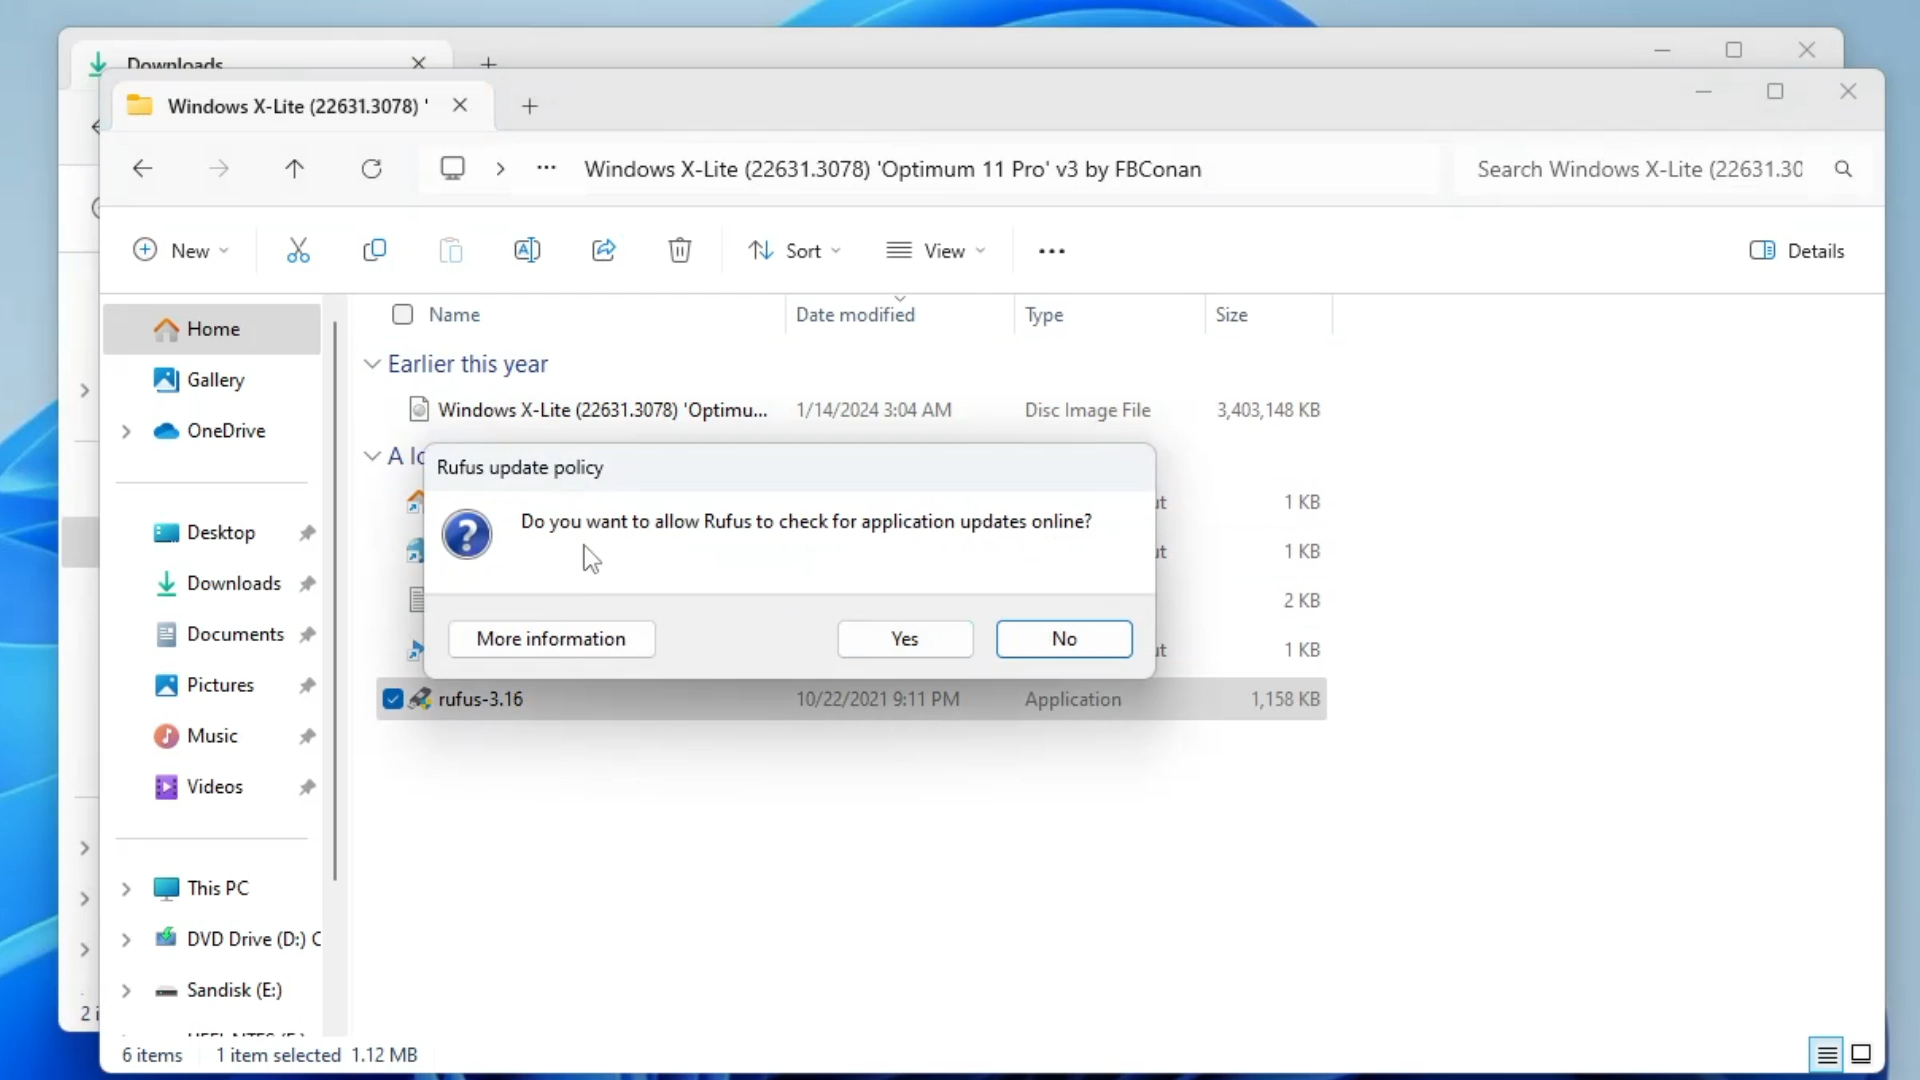 Downloads
Windows X-Lite (22631.3078) '
Windows X-Lite (22631.3078) 'Optimum 11 Pro' v3 by FBConan
Search Windows X-Lite (22631.30
New
Sort
View
Details
Home
Gallery
OneDrive
Desktop
Downloads
Documents
Pictures
Music
Videos
This PC
DVD Drive (D:) C
Sandisk (E:)
Name Date modified Type Size
Earlier this year
Windows X-Lite (22631.3078) 'Optimu... 1/14/2024 3:04 AM Disc Image File 3,403,148 KB
A lo
1 KB
1 KB
2 KB
1 KB
rufus-3.16 10/22/2021 9:11 PM Application 1,158 KB
Rufus update policy
Do you want to allow Rufus to check for application updates online?
More information
Yes
No
2 i
6 items 1 item selected 1.12 MB